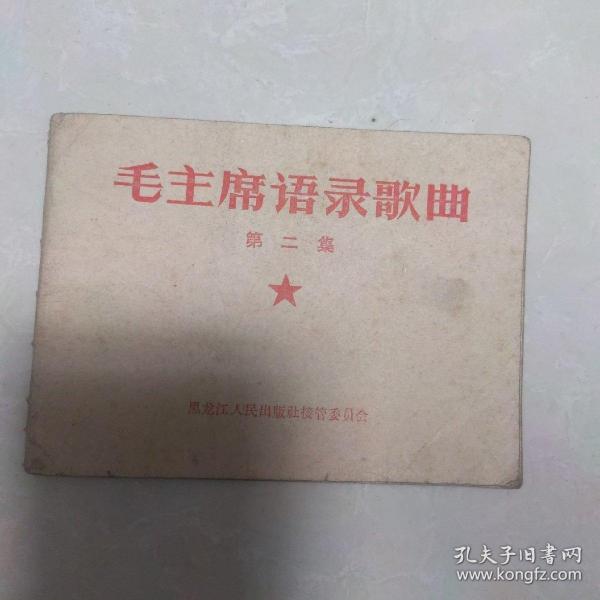 毛主席语录歌曲
第二集
黑龙江人民出版社接管委员会
孔夫子旧书网
www.kongfz.com